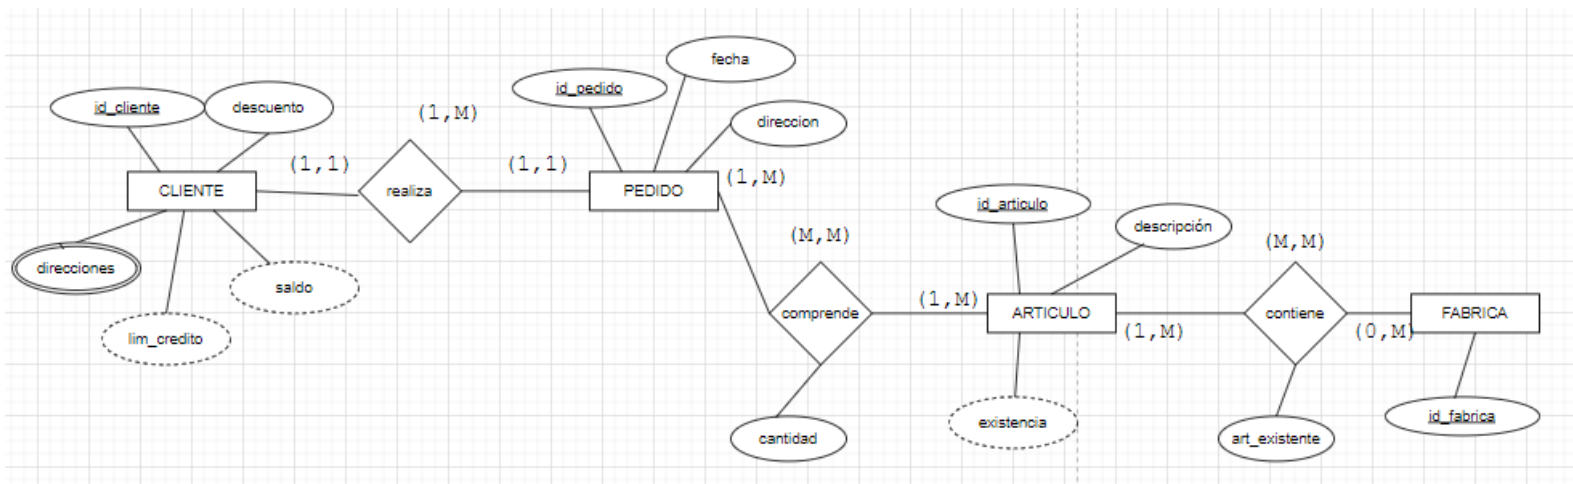 fecha
id_pedido
id_cliente
descuento
(1,M)
direccion
(1,1)
(1,1)
(1,M)
CLIENTE
realiza
PEDIDO
id_articulo
descripción
(M,M)
(M,M)
direcciones
saldo
(1,M)
comprende
ARTICULO
contiene
FABRICA
(1,M)
(0,M)
lim_credito
existencia
id_fabrica
cantidad
art_existente